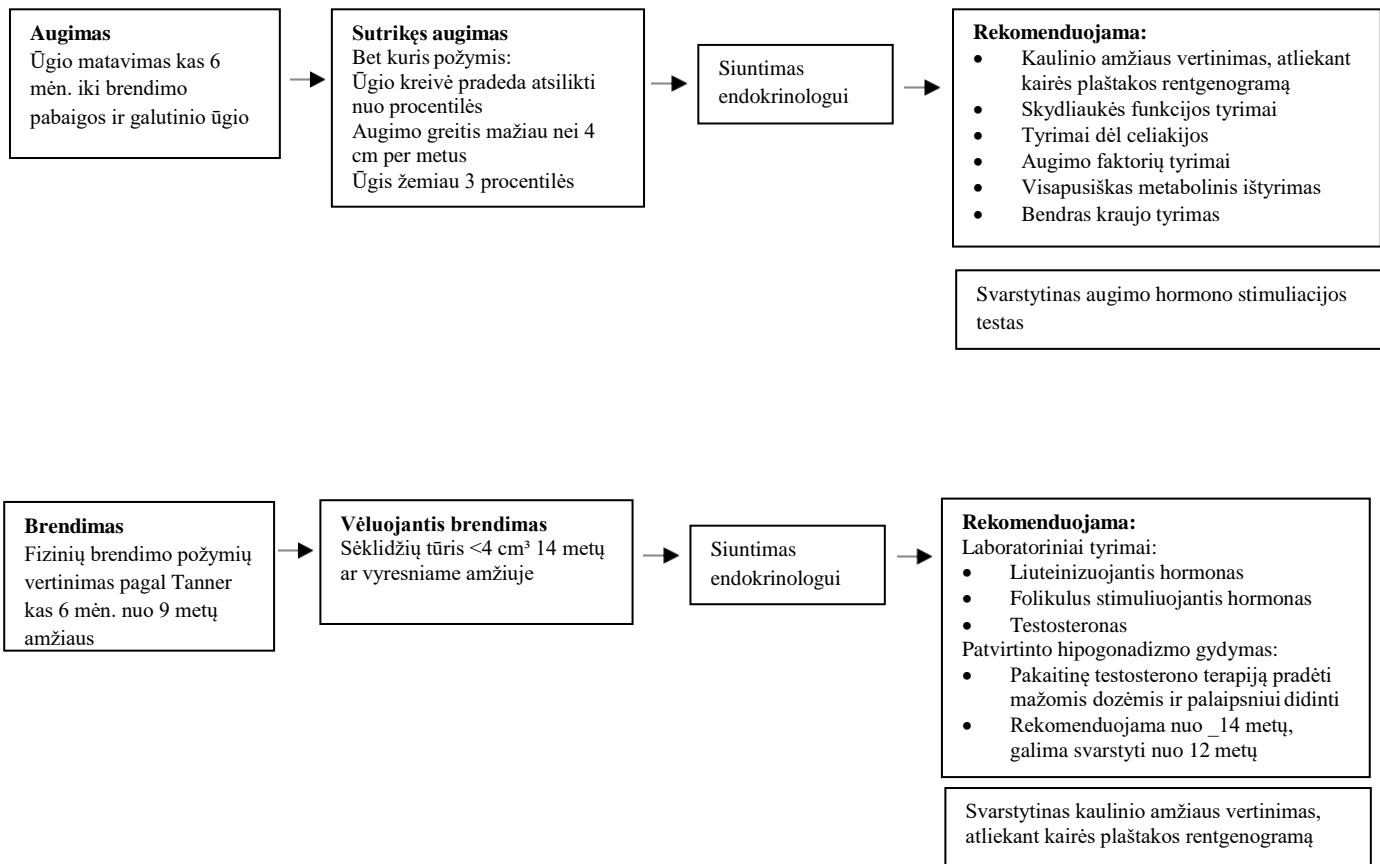 Augimas
Ūgio matavimas kas 6
mėn. iki brendimo
pabaigos ir galutinio ūgio
Sutrikęs augimas
Bet kuris požymis:
Ūgio kreivė pradeda atsilikti
nuo procentilės
Augimo greitis mažiau nei 4
cm per metus
Ūgis žemiau 3 procentilės
Siuntimas
endokrinologui
Rekomenduojama:
• Kaulinio amžiaus vertinimas, atliekant
kairės plaštakos rentgenogramą
• Skydliaukės funkcijos tyrimai
• Tyrimai dėl celiakijos
• Augimo faktorių tyrimai
• Visapusiškas metabolinis ištyrimas
• Bendras kraujo tyrimas
Svarstytinas augimo hormono stimuliacijos
testas
Brendimas
Fizinių brendimo požymių
vertinimas pagal Tanner
kas 6 mėn. nuo 9 metų
amžiaus
Vėluojantis brendimas
Sėklidžių tūris <4 cm³ 14 metų
ar vyresniame amžiuje
Siuntimas
endokrinologui
Rekomenduojama:
Laboratoriniai tyrimai:
• Liuteinizuojantis hormonas
• Folikulus stimuliuojantis hormonas
• Testosteronas
Patvirtinto hipogonadizmo gydymas:
• Pakaitinę testosterono terapiją pradėti
mažomis dozėmis ir palaipsniui didinti
• Rekomenduojama nuo _14 metų,
galima svarstyti nuo 12 metų
Svarstytinas kaulinio amžiaus vertinimas,
atliekant kairės plaštakos rentgenogramą